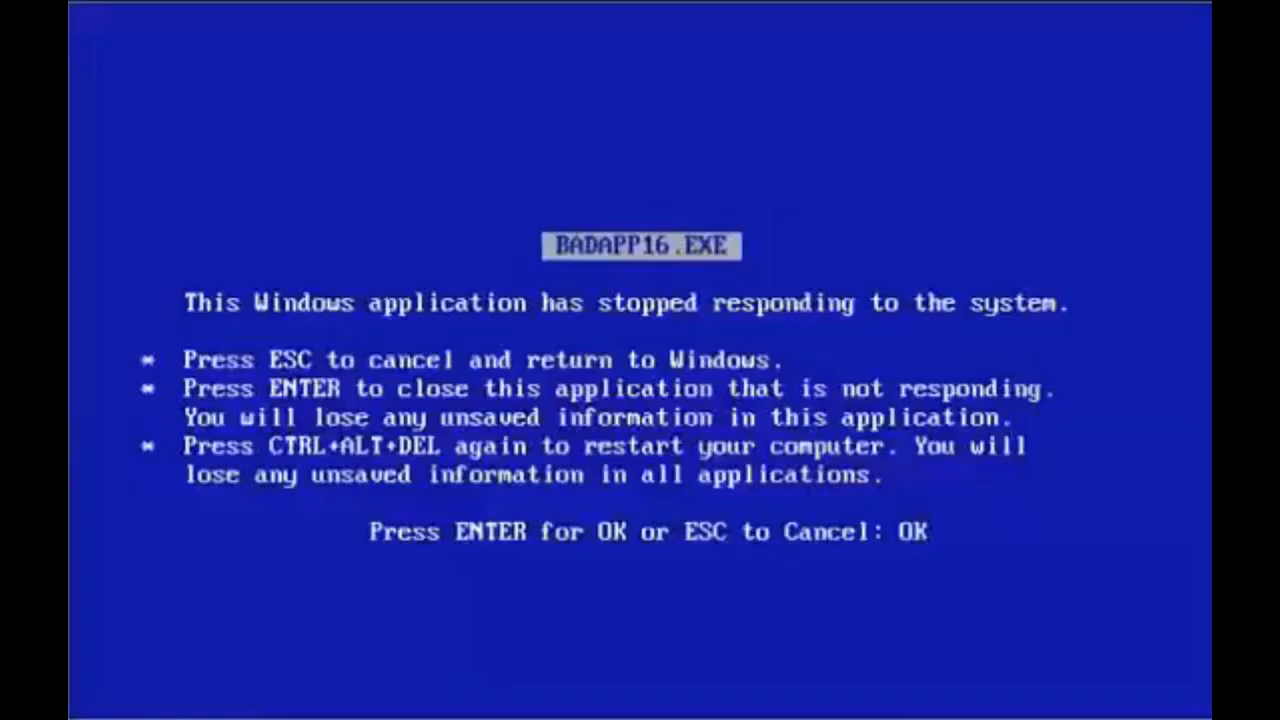 BADAPP16.EXE
This Windows application has stopped responding to the system.
* Press ESC to cancel and return to Windows.
* Press ENTER to close this application that is not responding.
You will lose any unsaved information in this application.
* Press CTRL+ALT+DEL again to restart your computer. You will
lose any unsaved information in all applications.
Press ENTER for OK or ESC to Cancel: OK